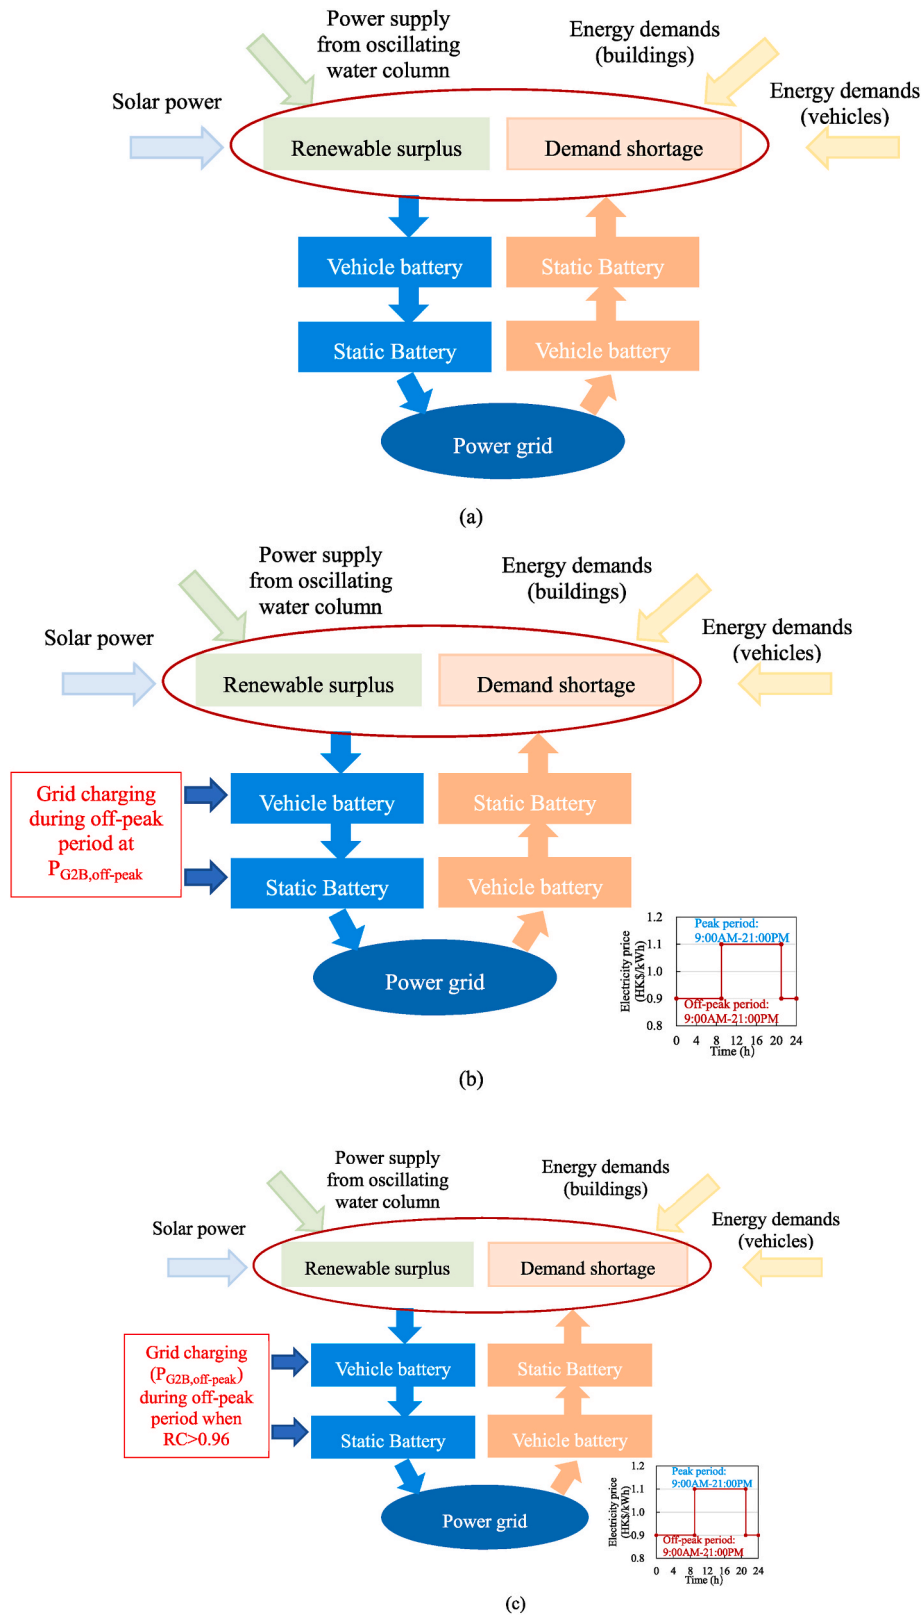 Power supply
from oscillating
water column
Energy demands
(buildings)
Solar power
Energy demands
(vehicles)
Renewable surplus
Demand shortage
Vehicle battery
Static Battery
Static Battery
Vehicle battery
Power grid
(a)
Power supply
from oscillating
water column
Energy demands
(buildings)
Solar power
Energy demands
(vehicles)
Renewable surplus
Demand shortage
Grid charging
during off-peak
period at
P_{G2B,off-peak}
Vehicle battery
Static Battery
Static Battery
Vehicle battery
Power grid
Electricity price
(HK$/kWh)
1.2
1.1
1.0
0.9
0.8
Peak period:
9:00AM-21:00PM
Off-peak period:
9:00AM-21:00PM
0 4 8 12 16 20 24
Time (h)
(b)
Power supply
from oscillating
water column
Energy demands
(buildings)
Solar power
Energy demands
(vehicles)
Renewable surplus
Demand shortage
Grid charging
(P_{G2B,off-peak})
during off-peak
period when
RC>0.96
Vehicle battery
Static Battery
Static Battery
Vehicle battery
Power grid
Electricity price
(HK$/kWh)
1.2
1.1
1.0
0.9
0.8
Peak period:
9:00AM-21:00PM
Off-peak period:
9:00AM-21:00PM
0 4 8 12 16 20 24
Time (h)
(c)